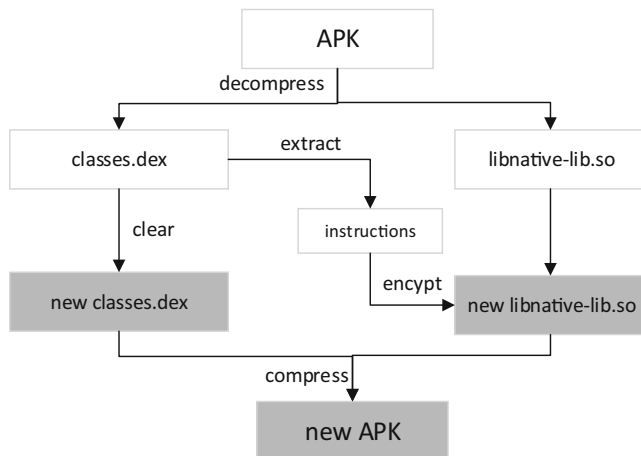 APK
decompress
classes.dex
extract
libnative-lib.so
clear
instructions
new classes.dex
encypt
new libnative-lib.so
compress
new APK